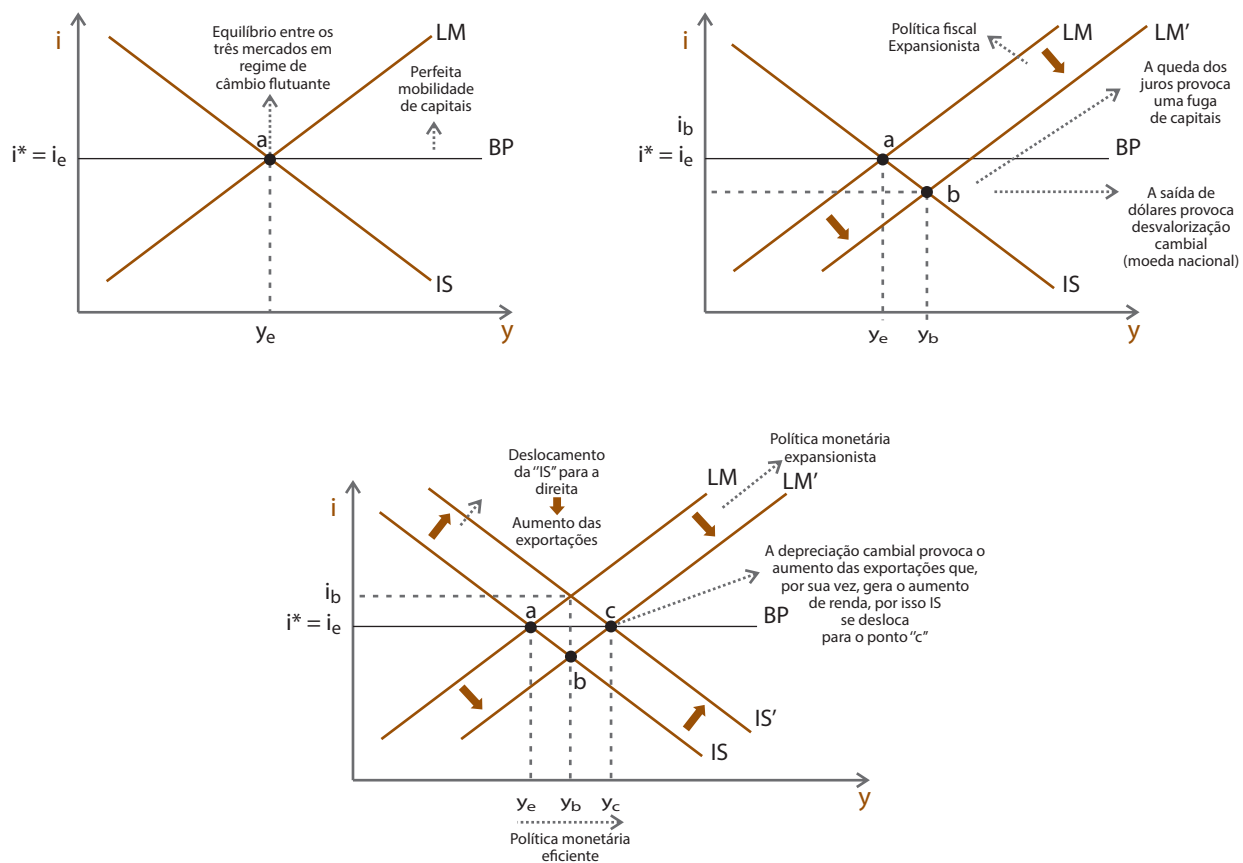 i
Equilíbrio entre os
três mercados em
regime de
câmbio flutuante
LM
Perfeita
mobilidade
de capitais
a
i* = ie
BP
IS
ye
y
i
Política fiscal
Expansionista
LM
LM’
A queda dos
juros provoca
uma fuga
de capitais
ib
i* = ie
a
BP
b
A saída de
dólares provoca
desvalorização
cambial
(moeda nacional)
IS
ye
yb
y
i
Deslocamento
da “IS” para a
direita
Aumento das
exportações
LM
Política monetária
expansionista
LM’
A depreciação cambial provoca o
aumento das exportações que,
por sua vez, gera o aumento
de renda, por isso IS
se desloca
para o ponto “c”
ib
i* = ie
a
c
BP
b
IS’
IS
ye
yb
yc
y
Política monetária
eficiente